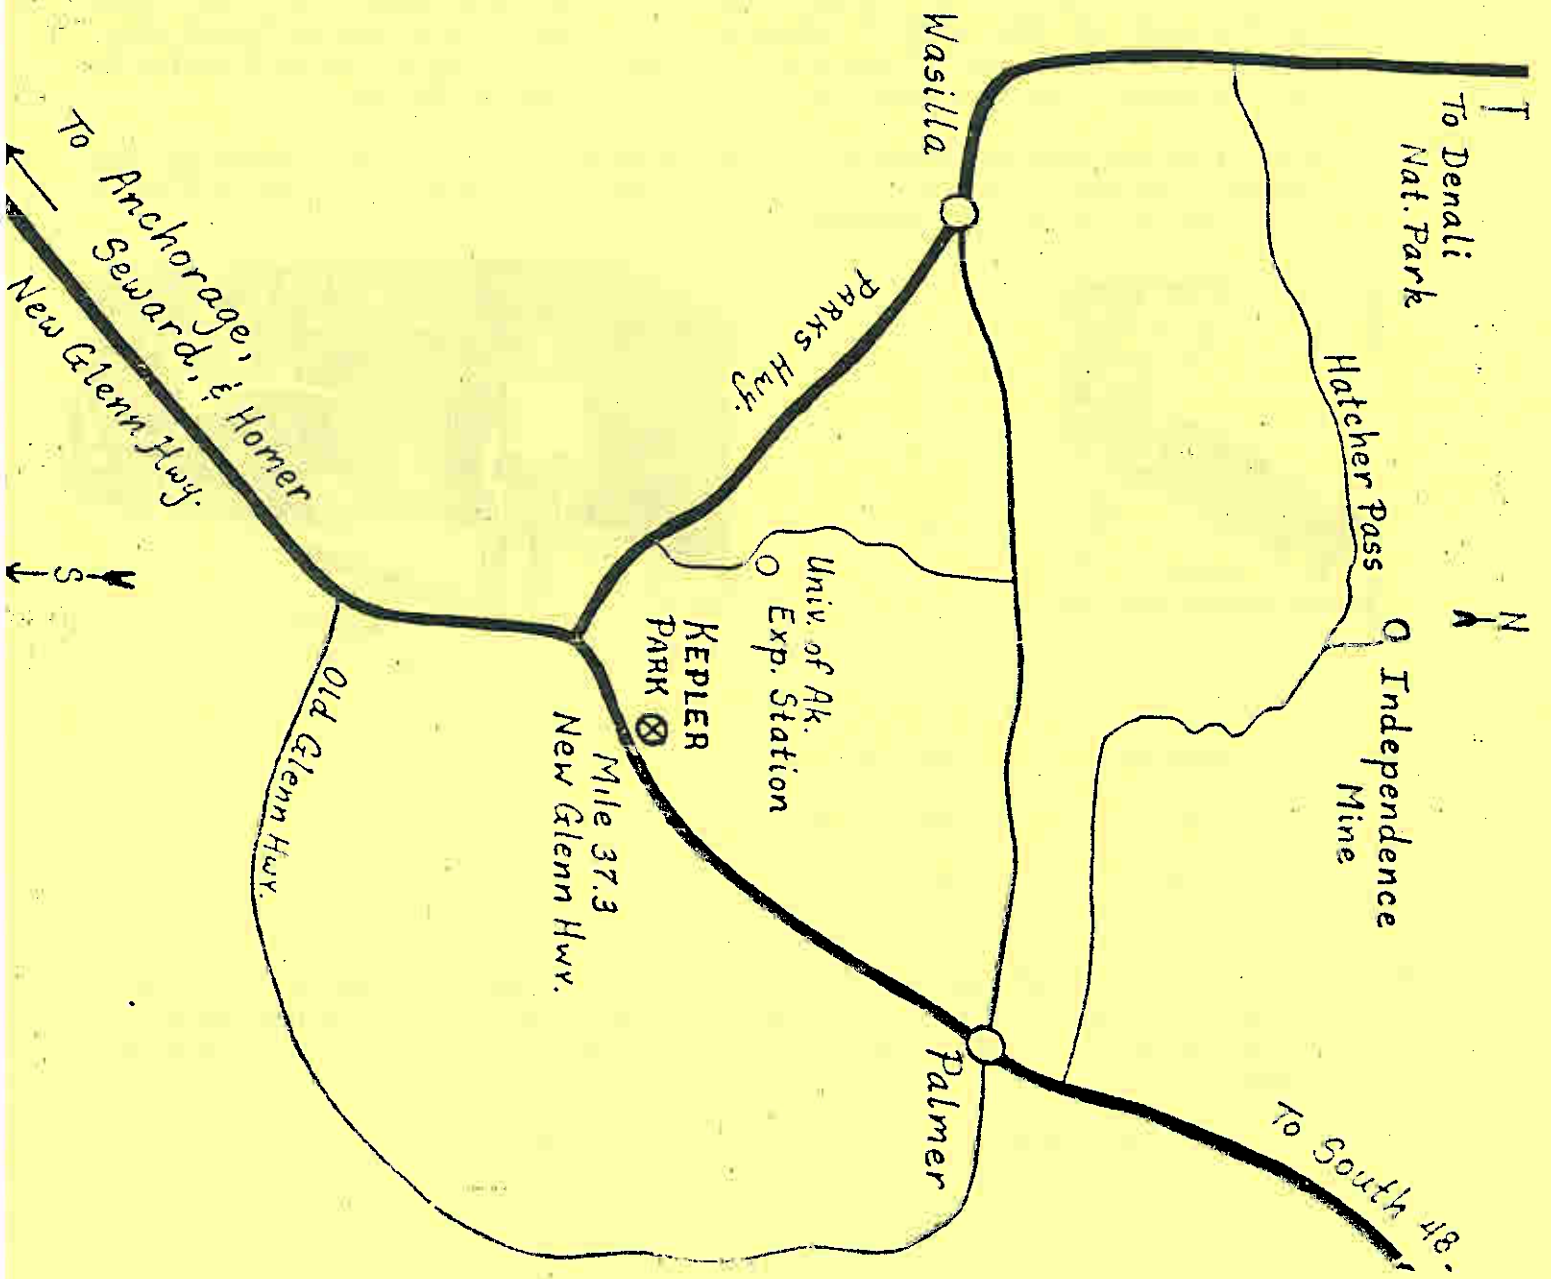 N
To Denali
Nat. Park
Hatcher Pass
Independence
Mine
To South 48
Wasilla
Palmer
PARKS Hwy.
Univ. of Ak.
Exp. Station
KEPLER
PARK
Mile 37.3
New Glenn Hwy.
To Anchorage,
Seward, & Homer
New Glenn Hwy.
Old Glenn Hwy.
S